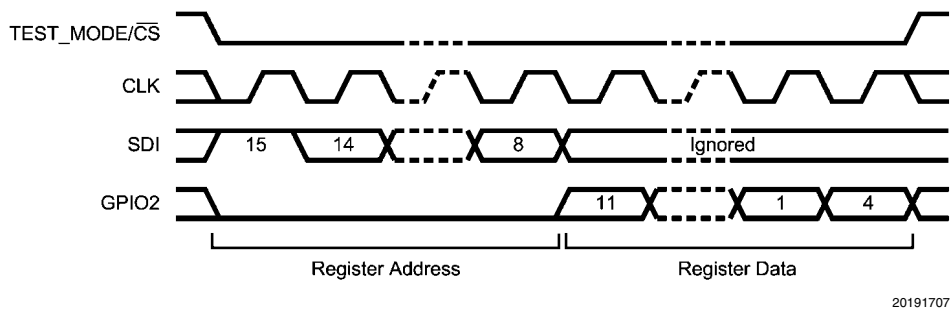 TEST_MODE/CS
CLK
SDI 15 14 8 Ignored
GPIO2 11 1 4
Register Address Register Data
20191707